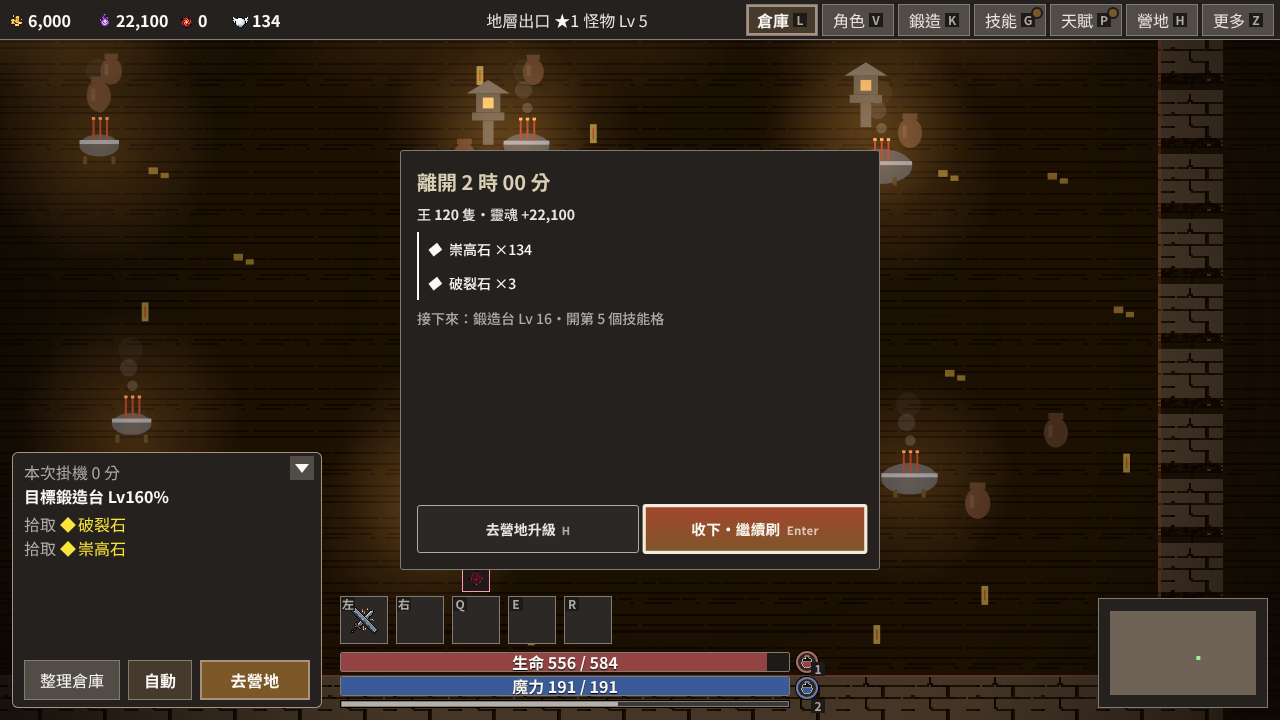 6,000 22,100 0 134 地層出口 ★1 怪物 Lv 5 倉庫 L 角色 V 鍛造 K 技能 G 天賦 P 營地 H 更多 Z
離開 2 時 00 分
王 120 隻・靈魂 +22,100
崇高石 ×134
破裂石 ×3
接下來：鍛造台 Lv 16・開第 5 個技能格
去營地升級 H 收下・繼續刷 Enter
本次掛機 0 分
目標鍛造台 Lv160%
拾取 ◆破裂石
拾取 ◆崇高石
整理倉庫 自動 去營地
左 右 Q E R
生命 556 / 584 1
魔力 191 / 191 2